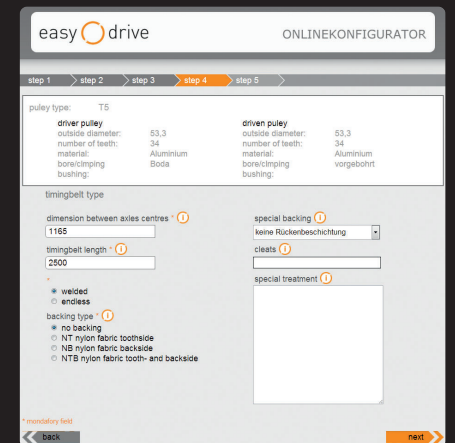 easy drive
ONLINEKONFIGURATOR
step 1 step 2 step 3 step 4 step 5
puley type: T5
driver pulley
outside diameter: 53,3
number of teeth: 34
material: Aluminium
bore/clmping bushing: Boda
driven puley
outside diameter: 53,3
number of teeth: 34
material: Aluminium
bore/clmping bushing: vorgebohrt
timingbelt type
dimension between axles centres * i
1165
timingbelt length * i
2500
*
welded
endless
backing type * i
no backing
NT nylon fabric toothside
NB nylon fabric backside
NTB nylon fabric tooth- and backside
special backing i
keine Rückenbeschichtung
cleats i
special treatment i
* mondatory field
back
next